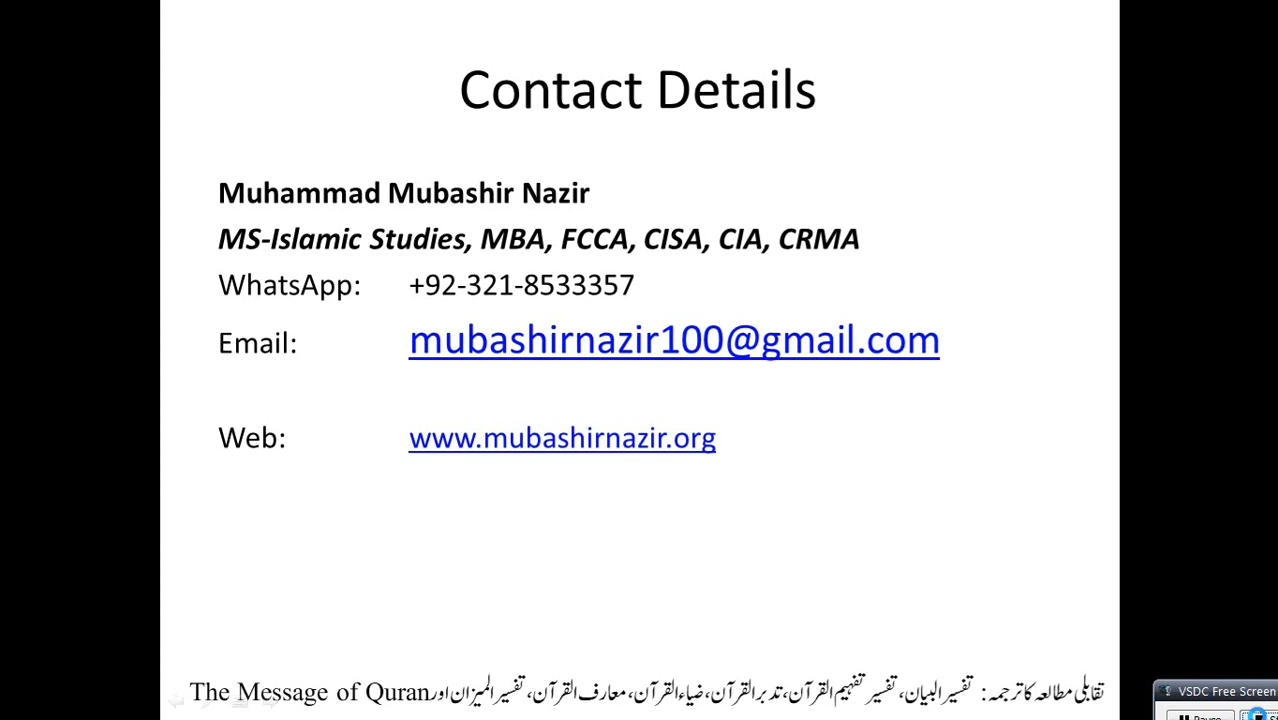 Contact Details
Muhammad Mubashir Nazir
MS-Islamic Studies, MBA, FCCA, CISA, CIA, CRMA
WhatsApp: +92-321-8533357
Email: mubashirnazir100@gmail.com
Web: www.mubashirnazir.org
تقابلی مطالعہ کا ترجمہ: تفسیر البیان، تفسیر تفہیم القرآن، تدبر القرآن، ضیاء القرآن، معارف القرآن، تفسیر المیزان اور The Message of Quran
VSDC Free Screen
Pause